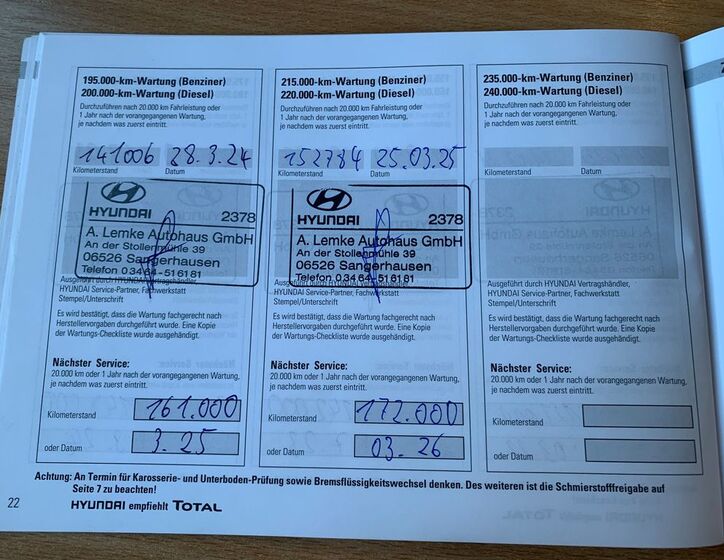 195.000-km-Wartung (Benziner)
200.000-km-Wartung (Diesel)
Durchzuführen nach 20.000 km Fahrleistung oder
1 Jahr nach der vorangegangenen Wartung,
je nachdem was zuerst eintritt.
141006 28.3.24
Kilometerstand Datum
HYUNDAI 2378
A. Lemke Autohaus GmbH
An der Stollenmühle 39
06526 Sangerhausen
Telefon 03464-516181
Ausgeführt durch HYUNDAI Vertragshändler,
HYUNDAI Service-Partner, Fachwerkstatt
Stempel/Unterschrift
Es wird bestätigt, dass die Wartung fachgerecht nach
Herstellervorgaben durchgeführt wurde. Eine Kopie
der Wartungs-Checkliste wurde ausgehändigt.
Nächster Service:
20.000 km oder 1 Jahr nach der vorangegangenen Wartung,
je nachdem was zuerst eintritt.
Kilometerstand 161.000
oder Datum 3.25
215.000-km-Wartung (Benziner)
220.000-km-Wartung (Diesel)
Durchzuführen nach 20.000 km Fahrleistung oder
1 Jahr nach der vorangegangenen Wartung,
je nachdem was zuerst eintritt.
152784 25.03.25
Kilometerstand Datum
HYUNDAI 2378
A. Lemke Autohaus GmbH
An der Stollenmühle 39
06526 Sangerhausen
Telefon 03464-516181
Ausgeführt durch HYUNDAI Vertragshändler,
HYUNDAI Service-Partner, Fachwerkstatt
Stempel/Unterschrift
Es wird bestätigt, dass die Wartung fachgerecht nach
Herstellervorgaben durchgeführt wurde. Eine Kopie
der Wartungs-Checkliste wurde ausgehändigt.
Nächster Service:
20.000 km oder 1 Jahr nach der vorangegangenen Wartung,
je nachdem was zuerst eintritt.
Kilometerstand 172.000
oder Datum 03.26
235.000-km-Wartung (Benziner)
240.000-km-Wartung (Diesel)
Durchzuführen nach 20.000 km Fahrleistung oder
1 Jahr nach der vorangegangenen Wartung,
je nachdem was zuerst eintritt.
Kilometerstand Datum
Ausgeführt durch HYUNDAI Vertragshändler,
HYUNDAI Service-Partner, Fachwerkstatt
Stempel/Unterschrift
Es wird bestätigt, dass die Wartung fachgerecht nach
Herstellervorgaben durchgeführt wurde. Eine Kopie
der Wartungs-Checkliste wurde ausgehändigt.
Nächster Service:
20.000 km oder 1 Jahr nach der vorangegangenen Wartung,
je nachdem was zuerst eintritt.
Kilometerstand
oder Datum
Achtung: An Termin für Karosserie- und Unterboden-Prüfung sowie Bremsflüssigkeitswechsel denken. Des weiteren ist die Schmierstofffreigabe auf
Seite 7 zu beachten!
22 HYUNDAI empfiehlt TOTAL